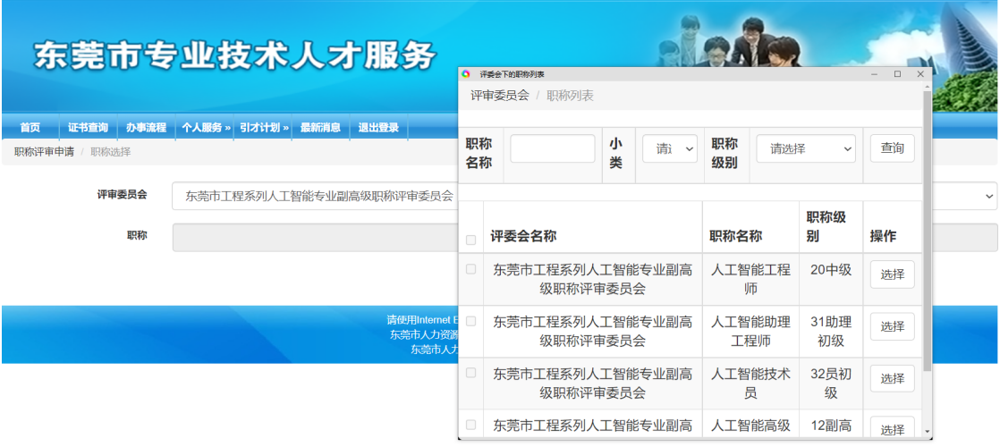 东莞市专业技术人才服务
首页 证书查询 办事流程 个人服务 » 引才计划 » 最新消息 退出登录
职称评审申请 / 职称选择
评审委员会 东莞市工程系列人工智能专业副高级职称评审委员会
职称
请使用Internet E
东莞市人力资源
东莞市人力
评委会下的职称列表
评审委员会 / 职称列表
职称名称 小类 请 职称级别 请选择 查询
评委会名称 职称名称 职称级别 操作
东莞市工程系列人工智能专业副高级职称评审委员会 人工智能工程师 20中级 选择
东莞市工程系列人工智能专业副高级职称评审委员会 人工智能助理工程师 31助理初级 选择
东莞市工程系列人工智能专业副高级职称评审委员会 人工智能技术员 32员初级 选择
东莞市工程系列人工智能专业副高 人工智能高级 12副高 选择